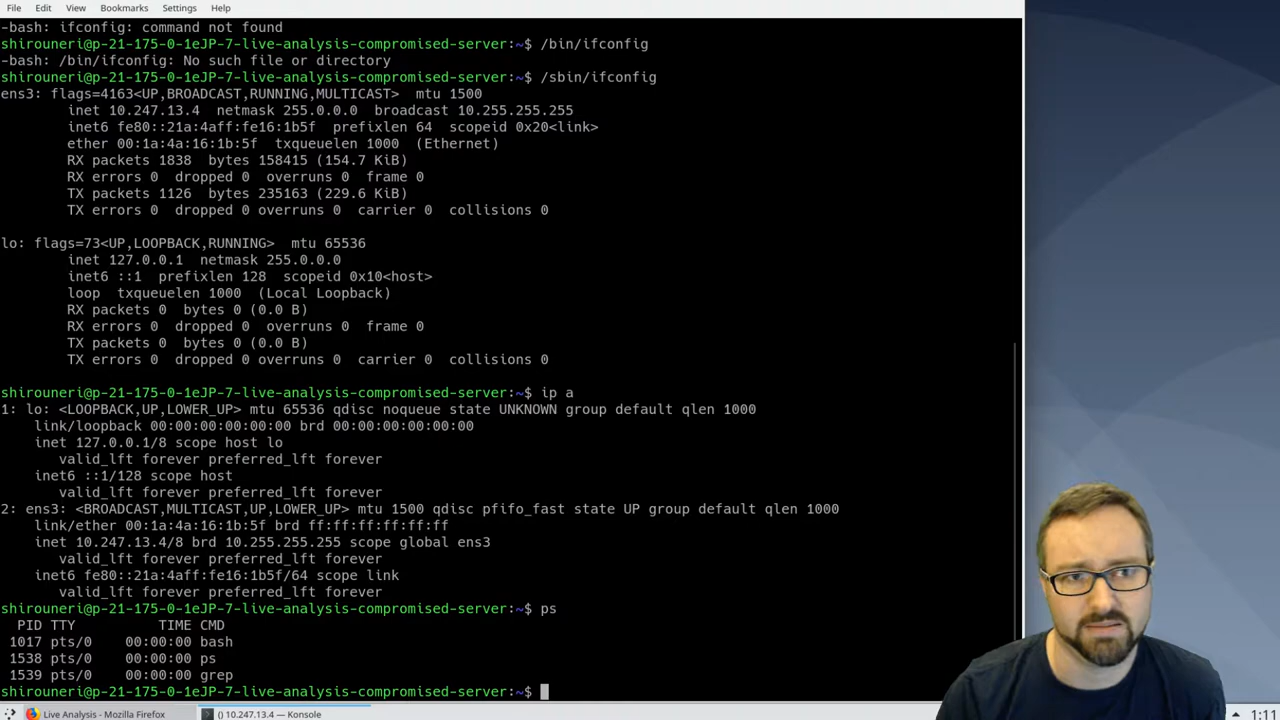 File Edit View Bookmarks Settings Help
-bash: ifconfig: command not found
shirouneri@p-21-175-0-1eJP-7-live-analysis-compromised-server:~$ /bin/ifconfig
-bash: /bin/ifconfig: No such file or directory
shirouneri@p-21-175-0-1eJP-7-live-analysis-compromised-server:~$ /sbin/ifconfig
ens3: flags=4163<UP,BROADCAST,RUNNING,MULTICAST>  mtu 1500
        inet 10.247.13.4  netmask 255.0.0.0  broadcast 10.255.255.255
        inet6 fe80::21a:4aff:fe16:1b5f  prefixlen 64  scopeid 0x20<link>
        ether 00:1a:4a:16:1b:5f  txqueuelen 1000  (Ethernet)
        RX packets 1838  bytes 158415 (154.7 KiB)
        RX errors 0  dropped 0  overruns 0  frame 0
        TX packets 1126  bytes 235163 (229.6 KiB)
        TX errors 0  dropped 0 overruns 0  carrier 0  collisions 0
lo: flags=73<UP,LOOPBACK,RUNNING>  mtu 65536
        inet 127.0.0.1  netmask 255.0.0.0
        inet6 ::1  prefixlen 128  scopeid 0x10<host>
        loop  txqueuelen 1000  (Local Loopback)
        RX packets 0  bytes 0 (0.0 B)
        RX errors 0  dropped 0  overruns 0  frame 0
        TX packets 0  bytes 0 (0.0 B)
        TX errors 0  dropped 0 overruns 0  carrier 0  collisions 0
shirouneri@p-21-175-0-1eJP-7-live-analysis-compromised-server:~$ ip a
1: lo: <LOOPBACK,UP,LOWER_UP> mtu 65536 qdisc noqueue state UNKNOWN group default qlen 1000
    link/loopback 00:00:00:00:00:00 brd 00:00:00:00:00:00
    inet 127.0.0.1/8 scope host lo
       valid_lft forever preferred_lft forever
    inet6 ::1/128 scope host
       valid_lft forever preferred_lft forever
2: ens3: <BROADCAST,MULTICAST,UP,LOWER_UP> mtu 1500 qdisc pfifo_fast state UP group default qlen 1000
    link/ether 00:1a:4a:16:1b:5f brd ff:ff:ff:ff:ff:ff
    inet 10.247.13.4/8 brd 10.255.255.255 scope global ens3
       valid_lft forever preferred_lft forever
    inet6 fe80::21a:4aff:fe16:1b5f/64 scope link
       valid_lft forever preferred_lft forever
shirouneri@p-21-175-0-1eJP-7-live-analysis-compromised-server:~$ ps
  PID TTY          TIME CMD
 1017 pts/0    00:00:00 bash
 1538 pts/0    00:00:00 ps
 1539 pts/0    00:00:00 grep
shirouneri@p-21-175-0-1eJP-7-live-analysis-compromised-server:~$
Live Analysis - Mozilla Firefox () 10.247.13.4 — Konsole 1:11